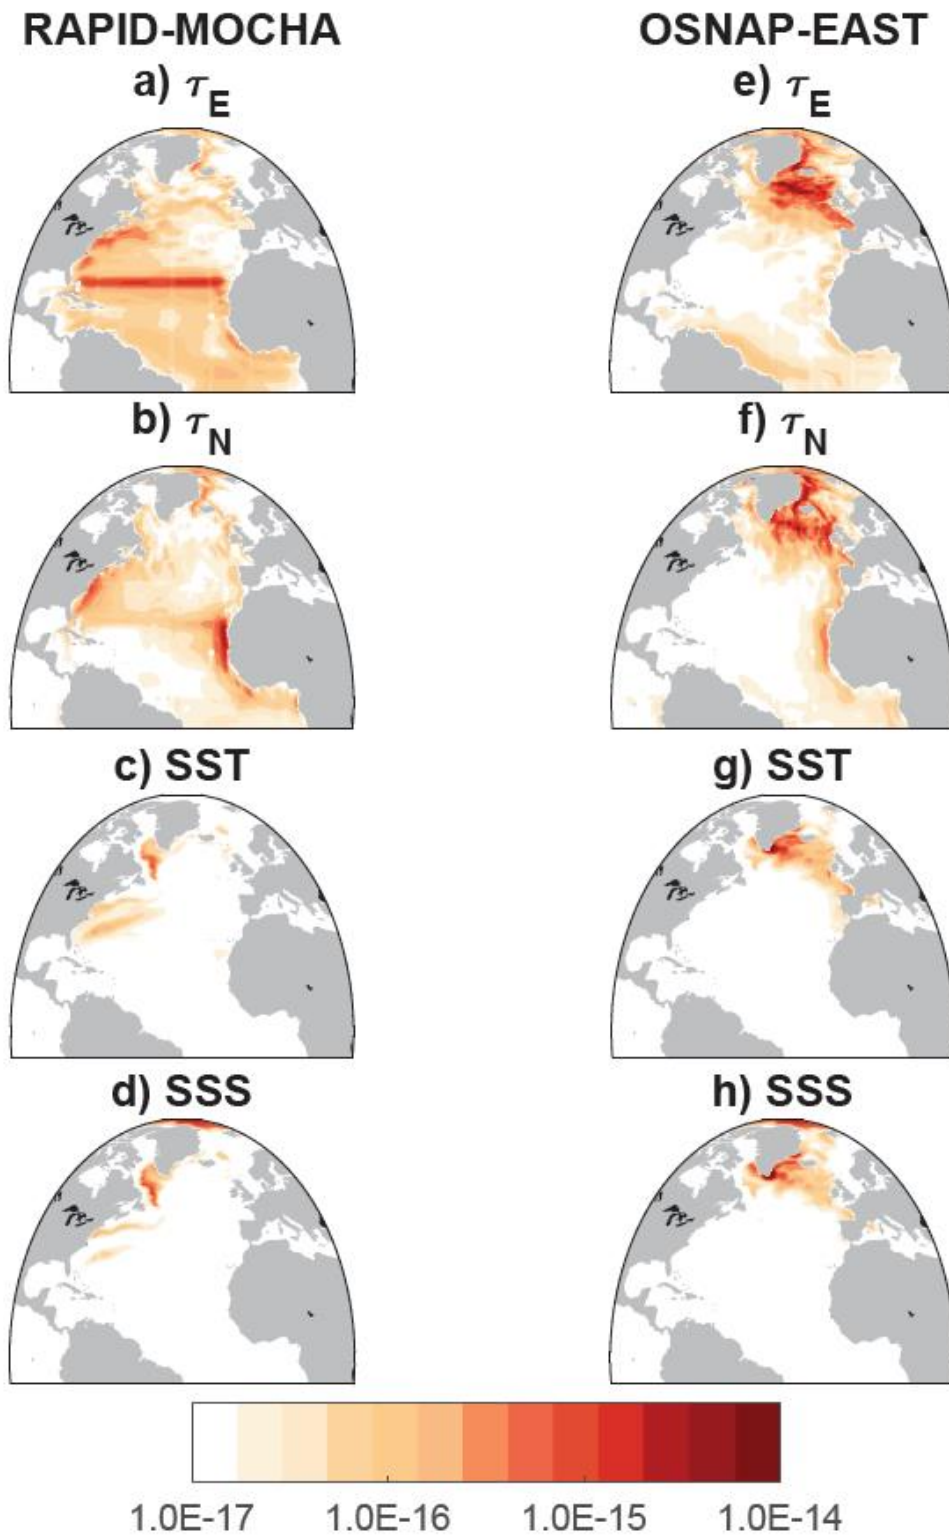 RAPID-MOCHA OSNAP-EAST
a) τE e) τE
b) τN f) τN
c) SST g) SST
d) SSS h) SSS
1.0E-17 1.0E-16 1.0E-15 1.0E-14